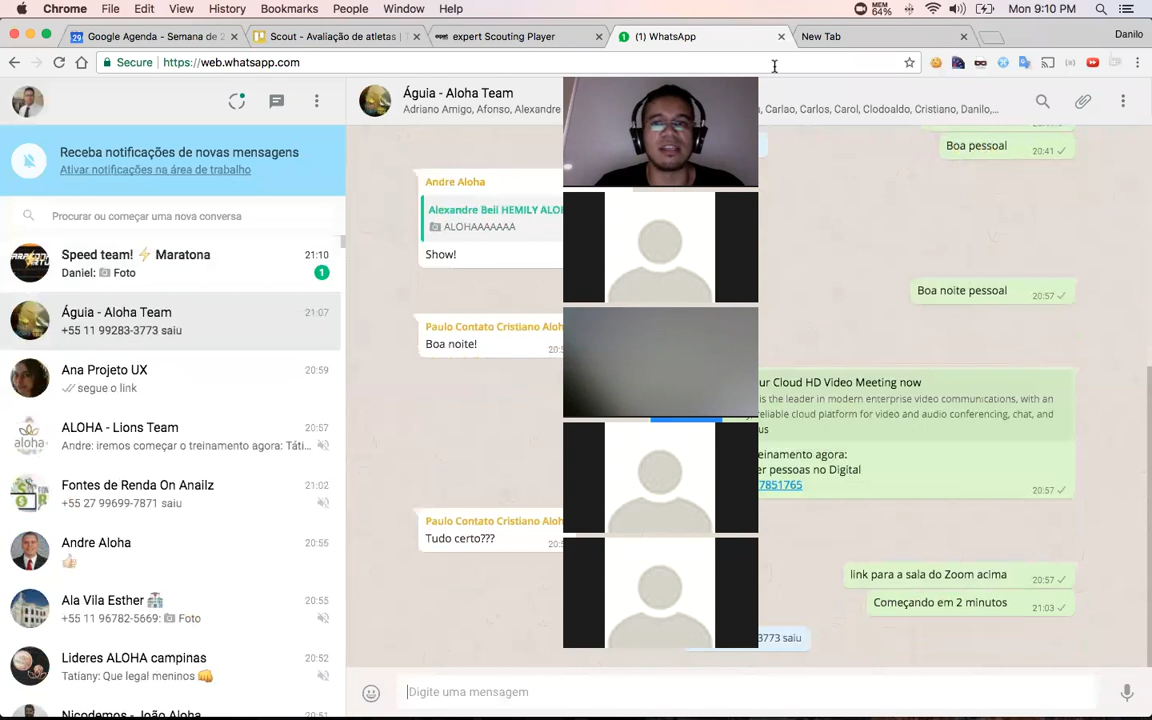 Chrome File Edit View History Bookmarks People Window Help
64%
Mon 9:10 PM
Google Agenda - Semana de 2
Scout - Avaliação de atletas |
expert Scouting Player
(1) WhatsApp
New Tab
Danilo
Secure https://web.whatsapp.com
Receba notificações de novas mensagens
Ativar notificações na área de trabalho
Procurar ou começar uma nova conversa
Speed team! ⚡ Maratona 21:10
Daniel: 📷 Foto 1
Águia - Aloha Team 21:07
+55 11 99283-3773 saiu
Ana Projeto UX 20:59
segue o link
ALOHA - Lions Team 20:57
Andre: iremos começar o treinamento agora: Táti...
Fontes de Renda On Anailz 21:02
+55 27 99699-7871 saiu
Andre Aloha 20:56
👍🏻
Ala Vila Esther 🏰 20:55
+55 11 96782-5669: 📷 Foto
Lideres ALOHA campinas 20:52
Tatiany: Que legal meninos 👊
Nicodemos - João Aloha 20:51
Águia - Aloha Team
Adriano Amigo, Afonso, Alexandre
, Carlao, Carlos, Carol, Clodoaldo, Cristiano, Danilo,...
Boa pessoal 20:41
Andre Aloha
Alexandre Beii HEMILY ALO
📷 ALOHAAAAAAA
Show!
Boa noite pessoal 20:57
Paulo Contato Cristiano Aloh
Boa noite!
ur Cloud HD Video Meeting now
is the leader in modern enterprise video communications, with an
reliable cloud platform for video and audio conferencing, chat, and
us
einamento agora:
er pessoas no Digital
7851765
20:57
Paulo Contato Cristiano Aloh
Tudo certo???
link para a sala do Zoom acima 20:57
Começando em 2 minutos 21:03
3773 saiu
Digite uma mensagem